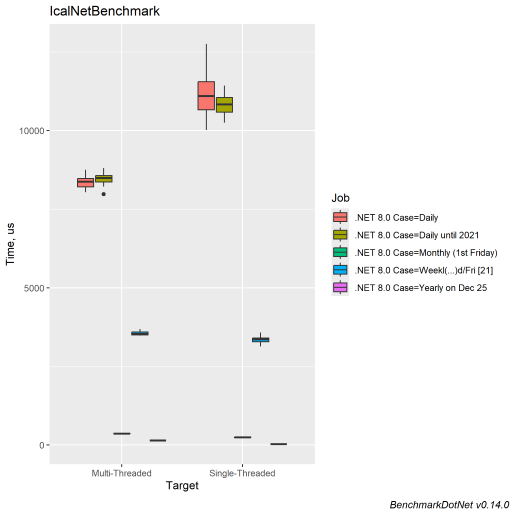 IcalNetBenchmark
10000
5000
0
Time, us
Multi-Threaded
Single-Threaded
Target
Job
.NET 8.0 Case=Daily
.NET 8.0 Case=Daily until 2021
.NET 8.0 Case=Monthly (1st Friday)
.NET 8.0 Case=Weekl(...)d/Fri [21]
.NET 8.0 Case=Yearly on Dec 25
BenchmarkDotNet v0.14.0